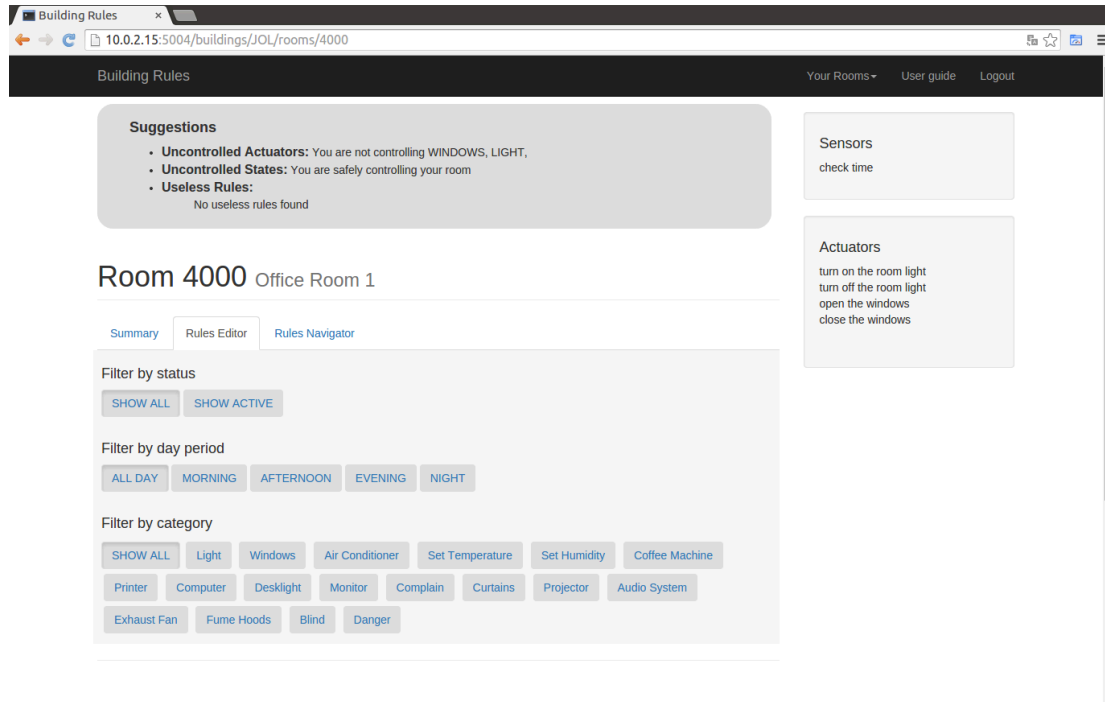 Building Rules ×
10.0.2.15:5004/buildings/JOL/rooms/4000
Building Rules
Your Rooms
User guide
Logout
Suggestions
Uncontrolled Actuators: You are not controlling WINDOWS, LIGHT,
Uncontrolled States: You are safely controlling your room
Useless Rules:
No useless rules found
Sensors
check time
Actuators
turn on the room light
turn off the room light
open the windows
close the windows
Room 4000 Office Room 1
Summary Rules Editor Rules Navigator
Filter by status
SHOW ALL SHOW ACTIVE
Filter by day period
ALL DAY MORNING AFTERNOON EVENING NIGHT
Filter by category
SHOW ALL Light Windows Air Conditioner Set Temperature Set Humidity Coffee Machine
Printer Computer Desklight Monitor Complain Curtains Projector Audio System
Exhaust Fan Fume Hoods Blind Danger